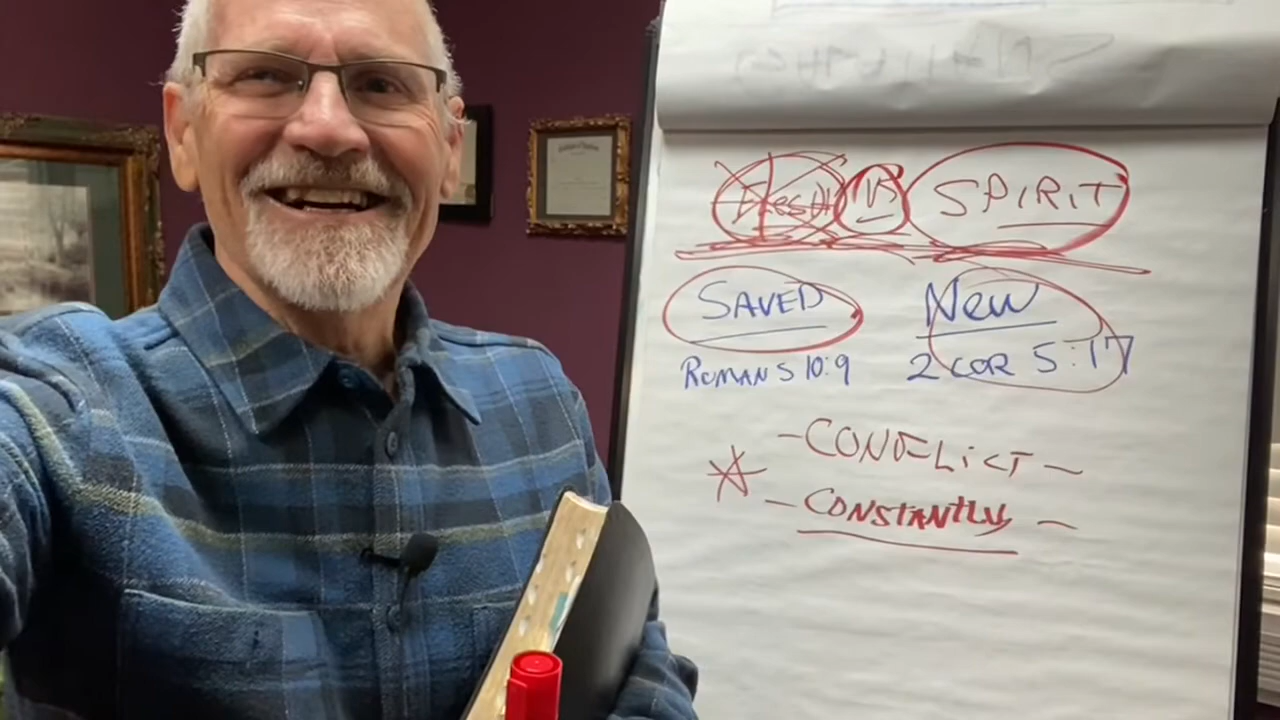 Flesh VS SPIRIT
SAVED New
ROMANS 10:9 2 COR 5:17
- CONFLICT -
* - CONSTANTLY -